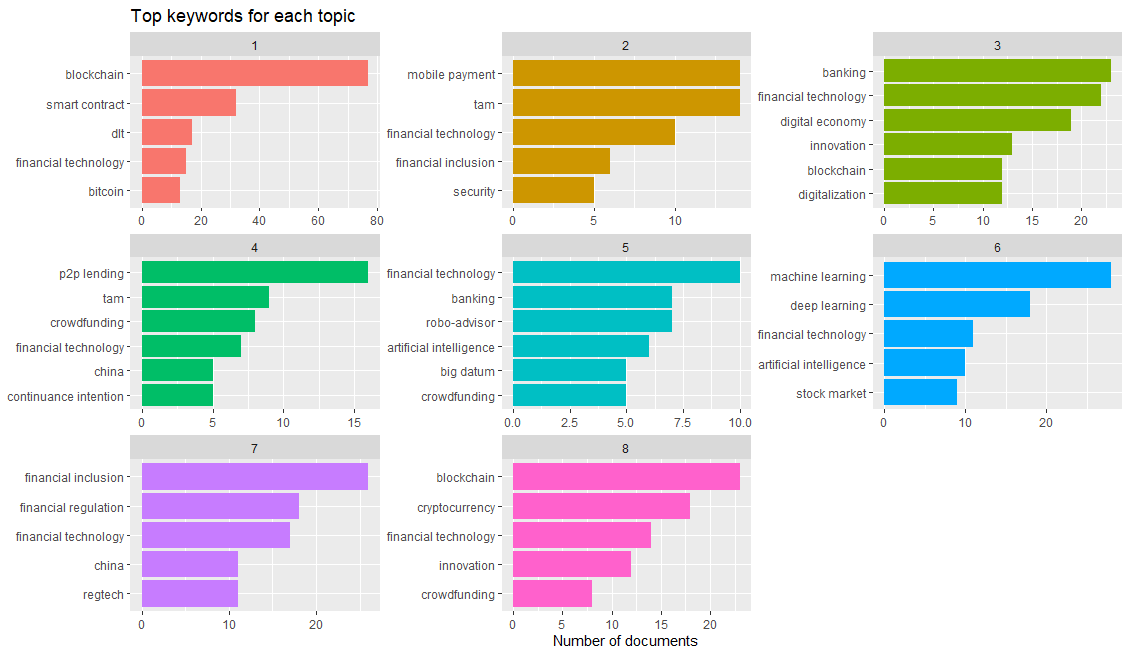 Top keywords for each topic
1
blockchain
smart contract
dlt
financial technology
bitcoin
0 20 40 60 80
2
mobile payment
tam
financial technology
financial inclusion
security
0 5 10
3
banking
financial technology
digital economy
innovation
blockchain
digitalization
0 5 10 15 20
4
p2p lending
tam
crowdfunding
financial technology
china
continuance intention
0 5 10 15
5
financial technology
banking
robo-advisor
artificial intelligence
big datum
crowdfunding
0.0 2.5 5.0 7.5 10.0
6
machine learning
deep learning
financial technology
artificial intelligence
stock market
0 10 20
7
financial inclusion
financial regulation
financial technology
china
regtech
0 10 20
8
blockchain
cryptocurrency
financial technology
innovation
crowdfunding
0 5 10 15 20
Number of documents